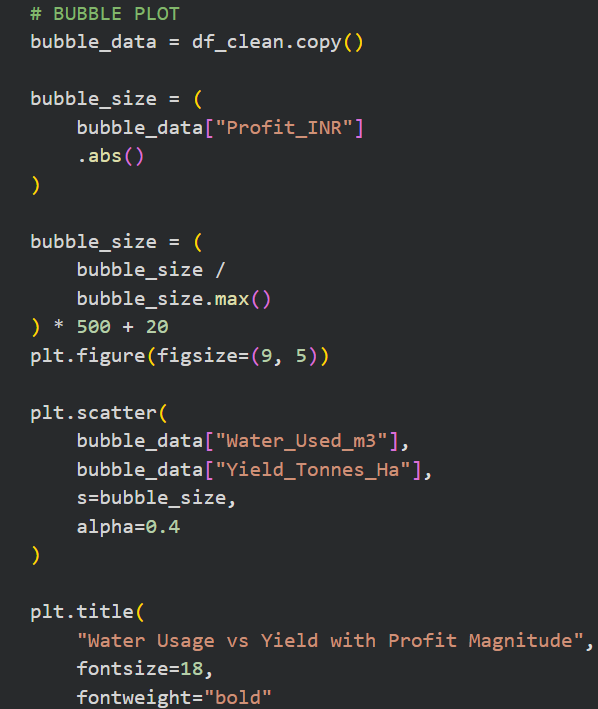 # BUBBLE PLOT
bubble_data = df_clean.copy()

bubble_size = (
    bubble_data["Profit_INR"]
    .abs()
)

bubble_size = (
    bubble_size /
    bubble_size.max()
) * 500 + 20
plt.figure(figsize=(9, 5))

plt.scatter(
    bubble_data["Water_Used_m3"],
    bubble_data["Yield_Tonnes_Ha"],
    s=bubble_size,
    alpha=0.4
)

plt.title(
    "Water Usage vs Yield with Profit Magnitude",
    fontsize=18,
    fontweight="bold"